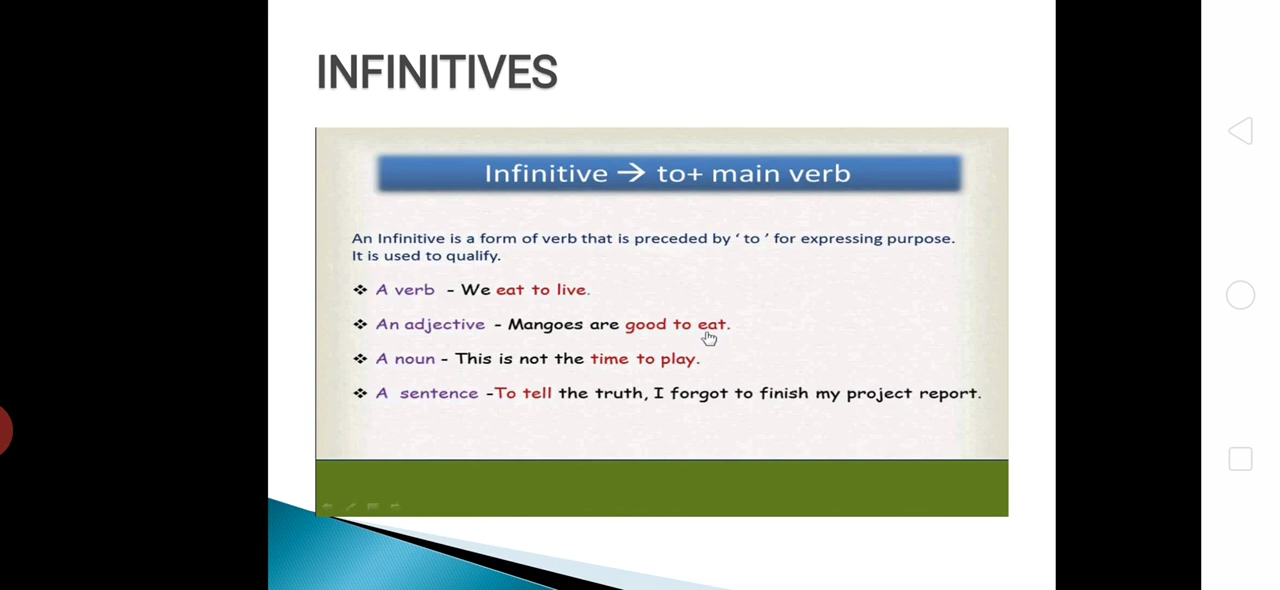 INFINITIVES
Infinitive → to+ main verb
An Infinitive is a form of verb that is preceded by ‘ to ’ for expressing purpose.
It is used to qualify.
❖ A verb - We eat to live.
❖ An adjective - Mangoes are good to eat.
❖ A noun - This is not the time to play.
❖ A sentence -To tell the truth, I forgot to finish my project report.